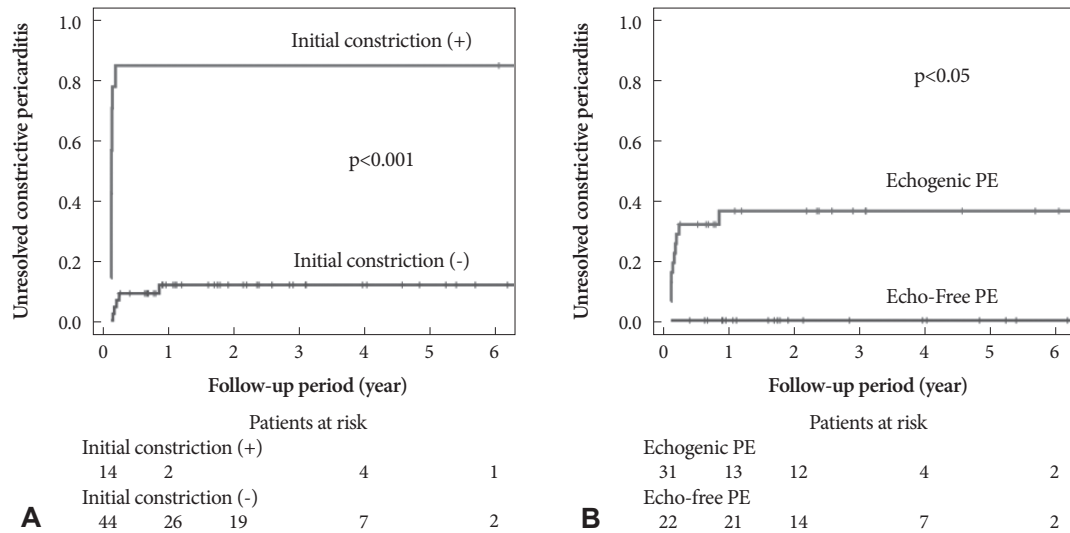 Unresolved constrictive pericarditis
1.0
0.8
0.6
0.4
0.2
0.0
Initial constriction (+)
p<0.001
Initial constriction (-)
0 1 2 3 4 5 6
Follow-up period (year)
Patients at risk
Initial constriction (+)
14 2 4 1
Initial constriction (-)
44 26 19 7 2
A
Unresolved constrictive pericarditis
1.0
0.8
0.6
0.4
0.2
0.0
p<0.05
Echogenic PE
Echo-Free PE
0 1 2 3 4 5 6
Follow-up period (year)
Patients at risk
Echogenic PE
31 13 12 4 2
Echo-free PE
22 21 14 7 2
B